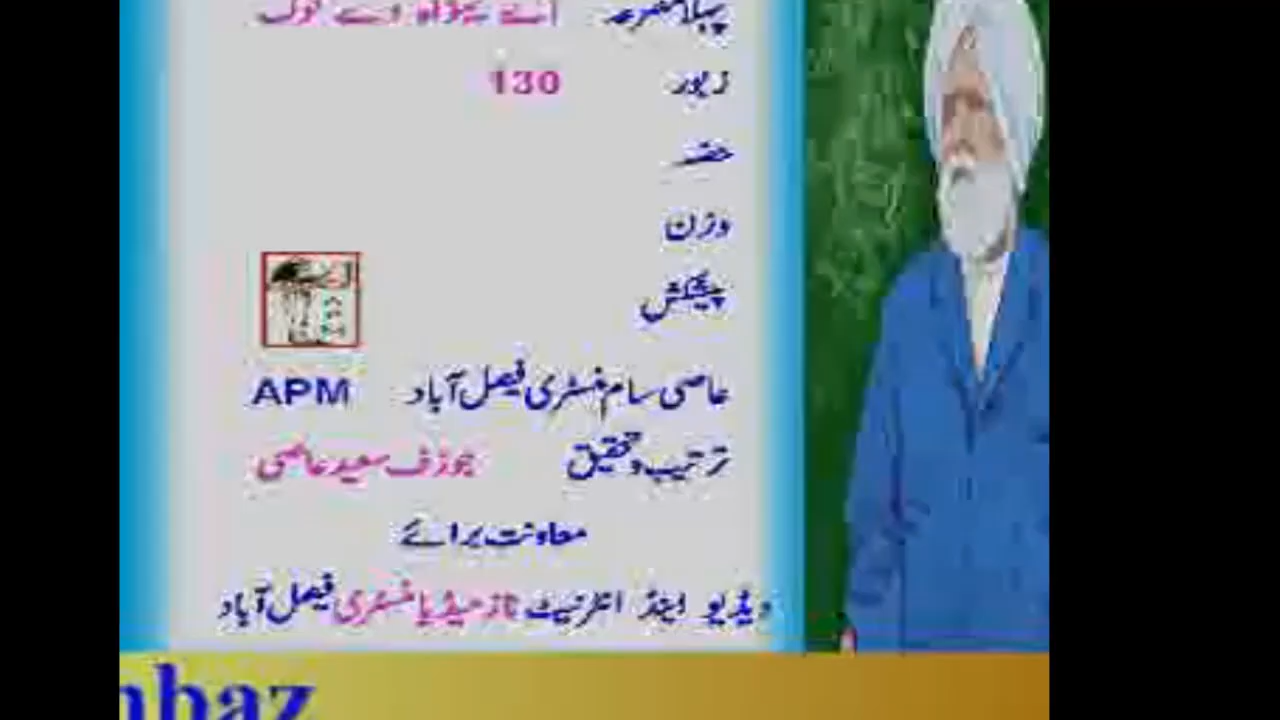 پہلا مصرعہ
زبور 130
حصہ
وزن
پیشکش
عاصی سام منسٹری فیصل آباد APM
ترتیب و تحقیق جوزف سعید عاصی
معاونت برائے
ویڈیو اینڈ انٹرنیٹ ناز میڈیا منسٹری فیصل آباد
nbaz